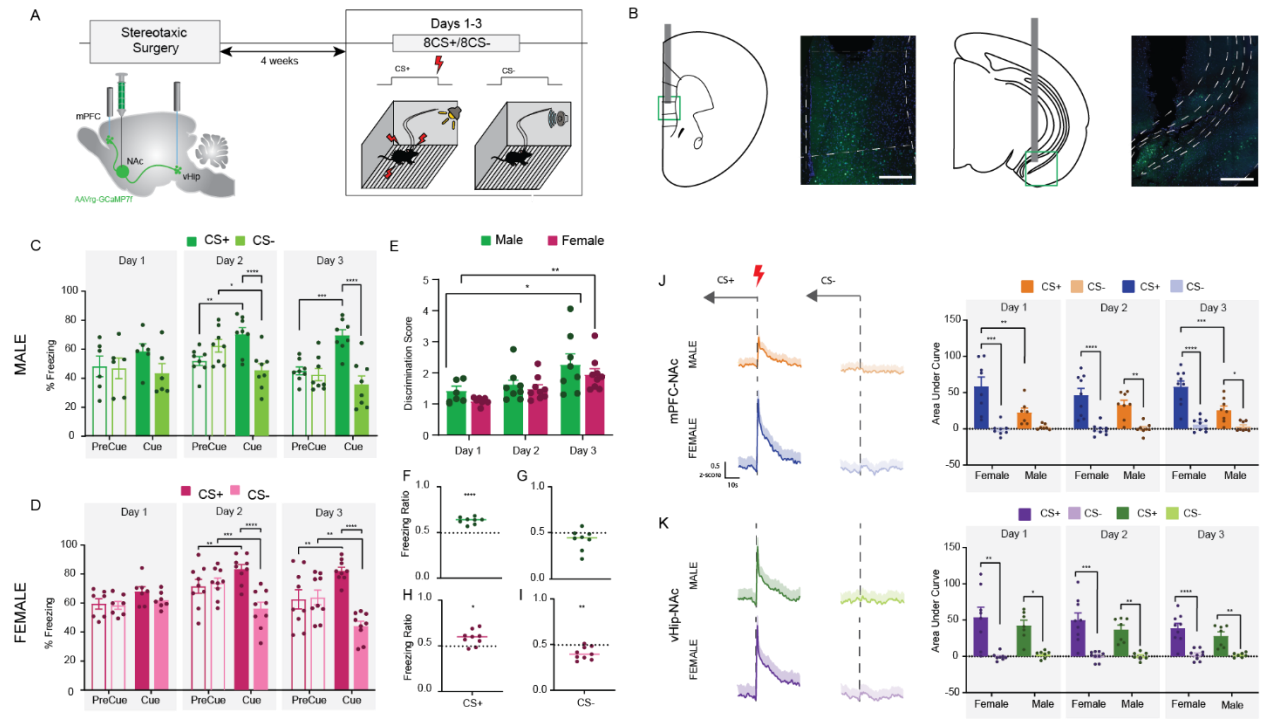 A
Stereotaxic
Surgery
4 weeks
Days 1-3
8CS+/8CS-
CS+
CS-
mPFC
NAc
vHip
AAVrg-GCaMP7f
B
C
CS+ CS-
Day 1
Day 2
Day 3
****
*
**
****
***
MALE
% Freezing
100
80
60
40
20
0
PreCue Cue
PreCue Cue
PreCue Cue
D
CS+ CS-
Day 1
Day 2
Day 3
****
***
**
****
**
**
FEMALE
% Freezing
100
80
60
40
20
0
PreCue Cue
PreCue Cue
PreCue Cue
E
Male Female
**
*
Discrimination Score
5
4
3
2
1
0
Day 1 Day 2 Day 3
F
****
Freezing Ratio
1.0
0.5
0.0
G
1.0
0.5
0.0
H
*
Freezing Ratio
1.0
0.5
0.0
CS+
I
**
1.0
0.5
0.0
CS-
J
CS+
CS-
mPFC-NAc
MALE
FEMALE
0.5
z-score
10s
CS+ CS- CS+ CS-
Day 1
Day 2
Day 3
**
***
****
**
***
****
*
Area Under Curve
150
100
50
0
-50
Female Male
Female Male
Female Male
K
vHip-NAc
MALE
FEMALE
CS+ CS- CS+ CS-
Day 1
Day 2
Day 3
**
*
***
**
****
**
Area Under Curve
150
100
50
0
-50
Female Male
Female Male
Female Male